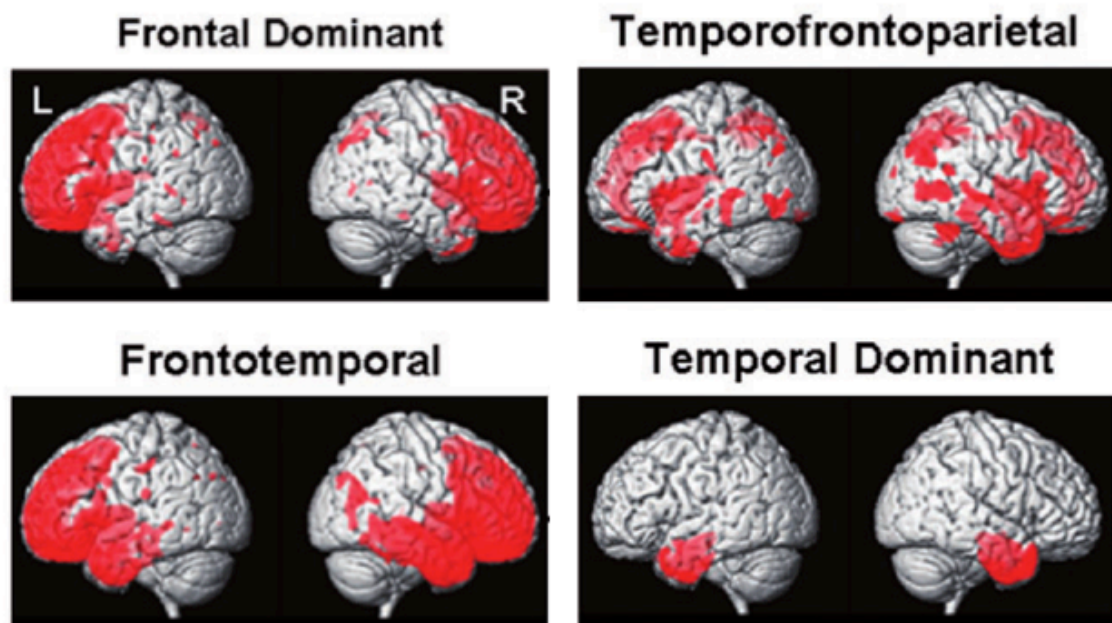 Frontal Dominant
Temporofrontoparietal
L
R
Frontotemporal
Temporal Dominant